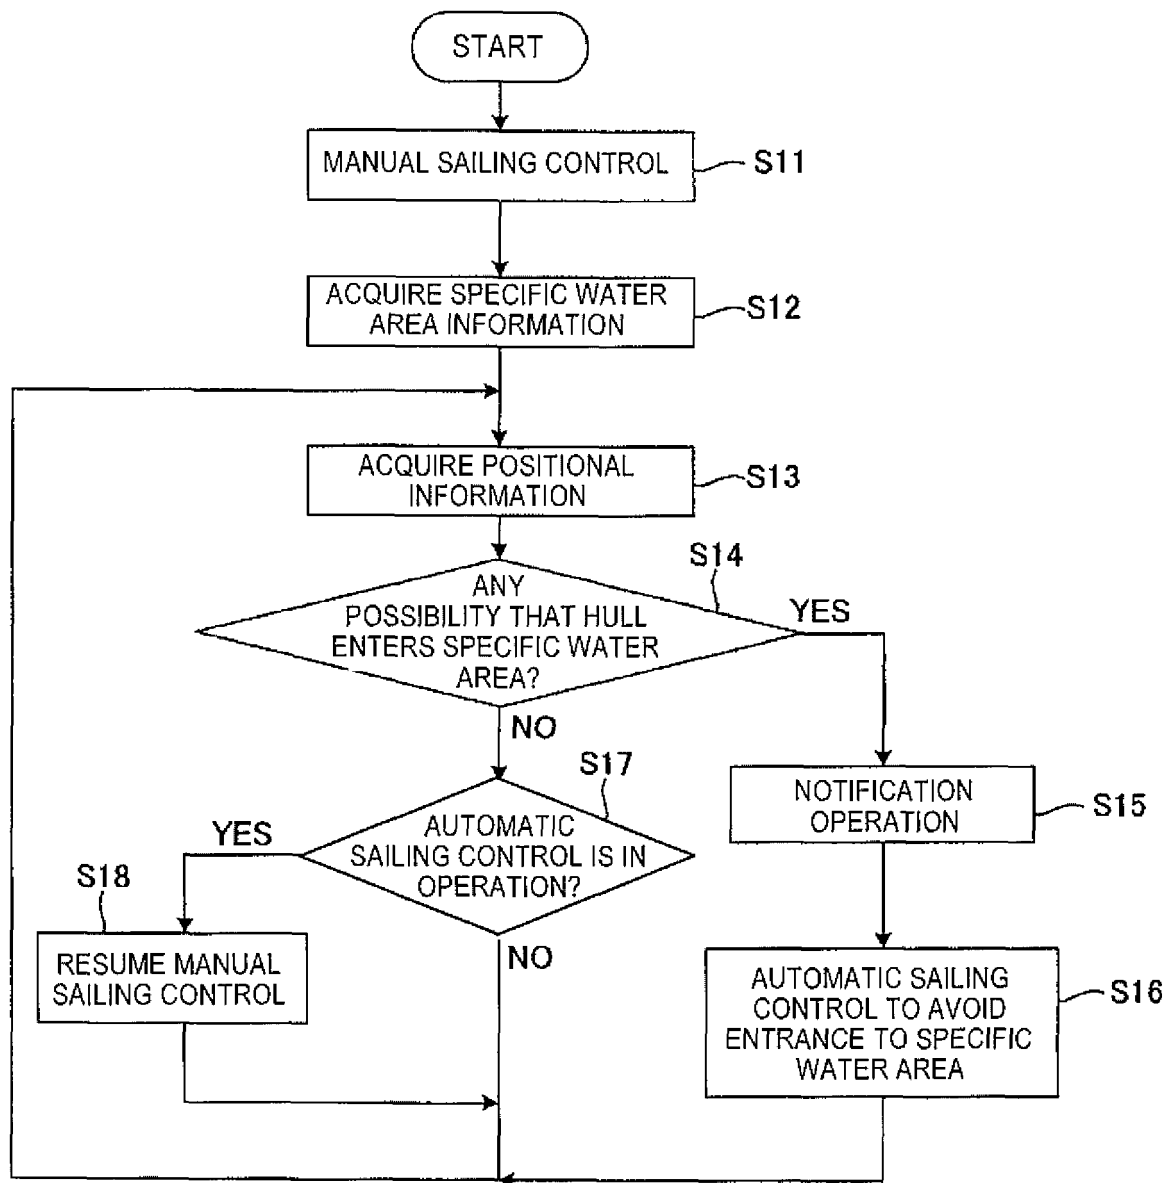 START
MANUAL SAILING CONTROL
S11
ACQUIRE SPECIFIC WATER
AREA INFORMATION
S12
ACQUIRE POSITIONAL
INFORMATION
S13
S14
ANY
POSSIBILITY THAT HULL
ENTERS SPECIFIC WATER
AREA?
YES
NO
S17
AUTOMATIC
SAILING CONTROL IS IN
OPERATION?
YES
NO
NOTIFICATION
OPERATION
S15
S18
RESUME MANUAL
SAILING CONTROL
AUTOMATIC SAILING
CONTROL TO AVOID
ENTRANCE TO SPECIFIC
WATER AREA
S16